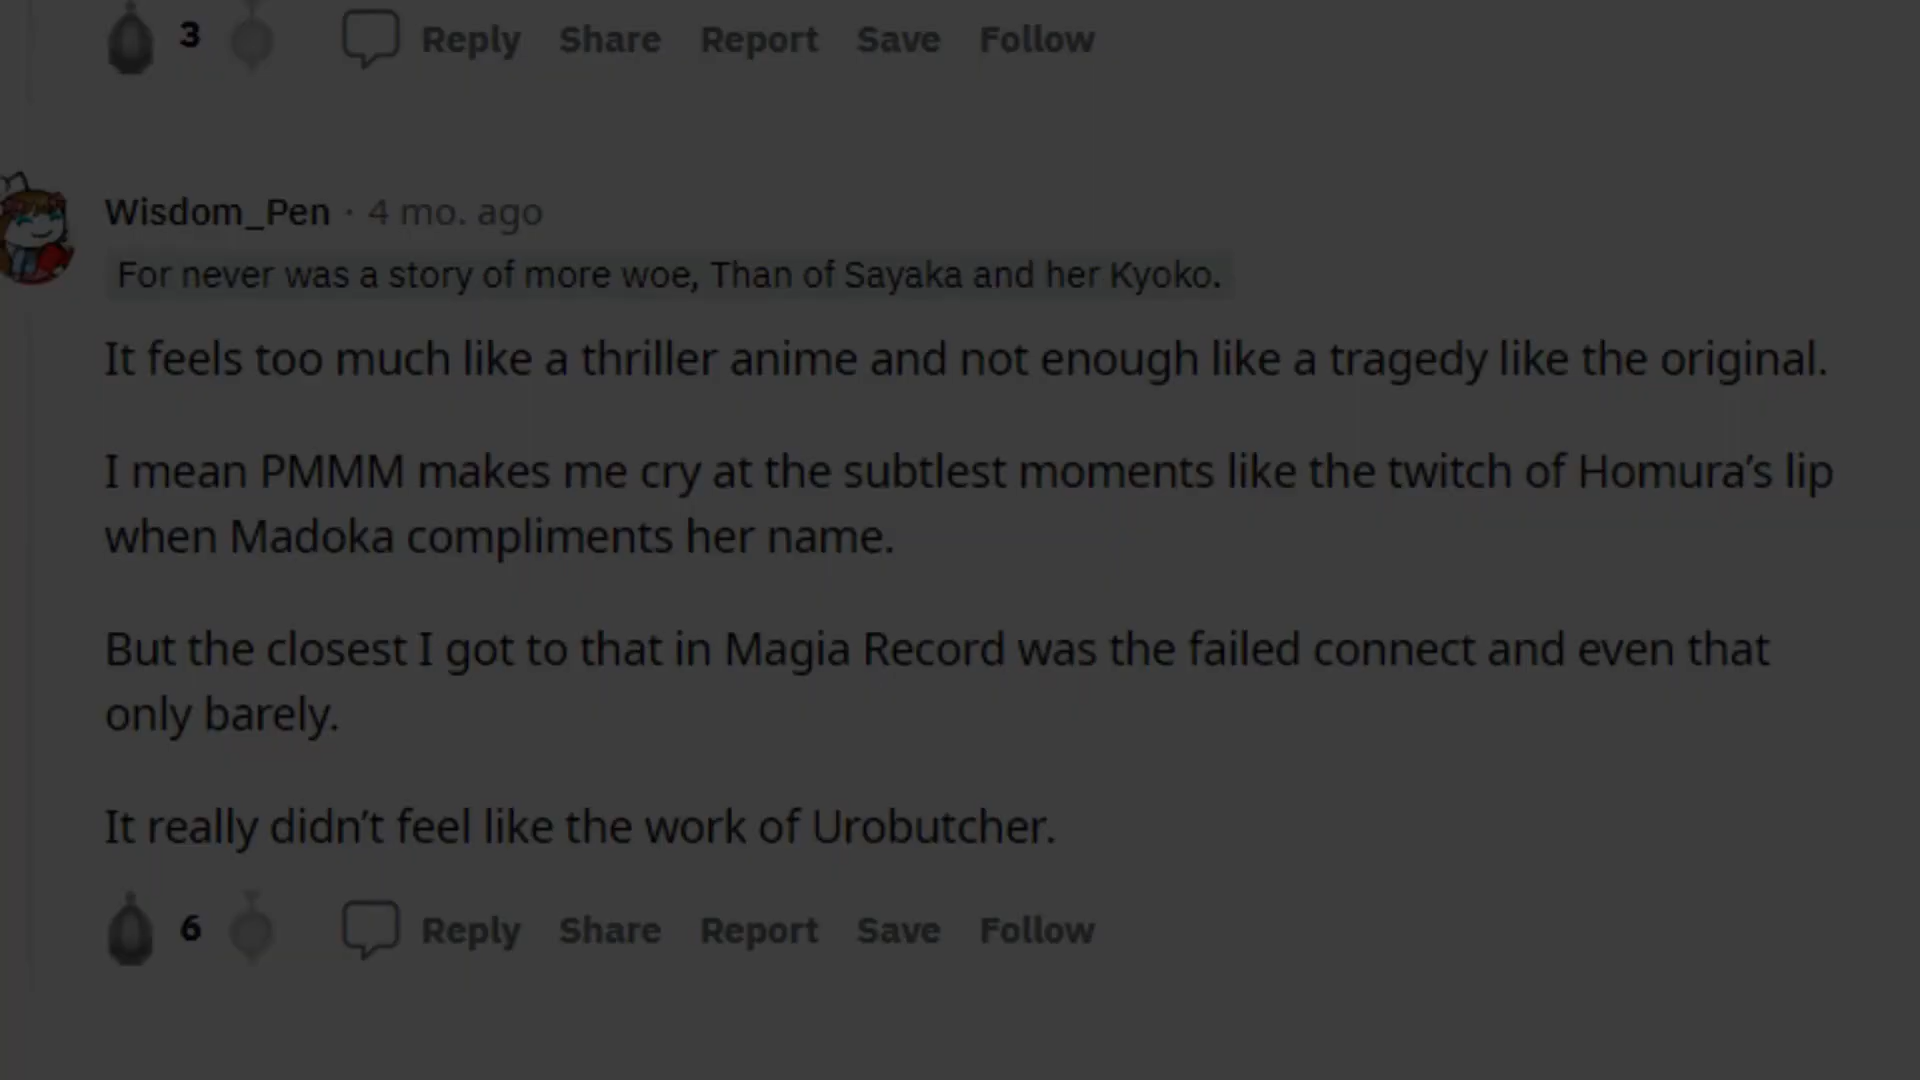 3 Reply Share Report Save Follow
Wisdom_Pen · 4 mo. ago
For never was a story of more woe, Than of Sayaka and her Kyoko.
It feels too much like a thriller anime and not enough like a tragedy like the original.
I mean PMMM makes me cry at the subtlest moments like the twitch of Homura’s lip
when Madoka compliments her name.
But the closest I got to that in Magia Record was the failed connect and even that
only barely.
It really didn’t feel like the work of Urobutcher.
6 Reply Share Report Save Follow